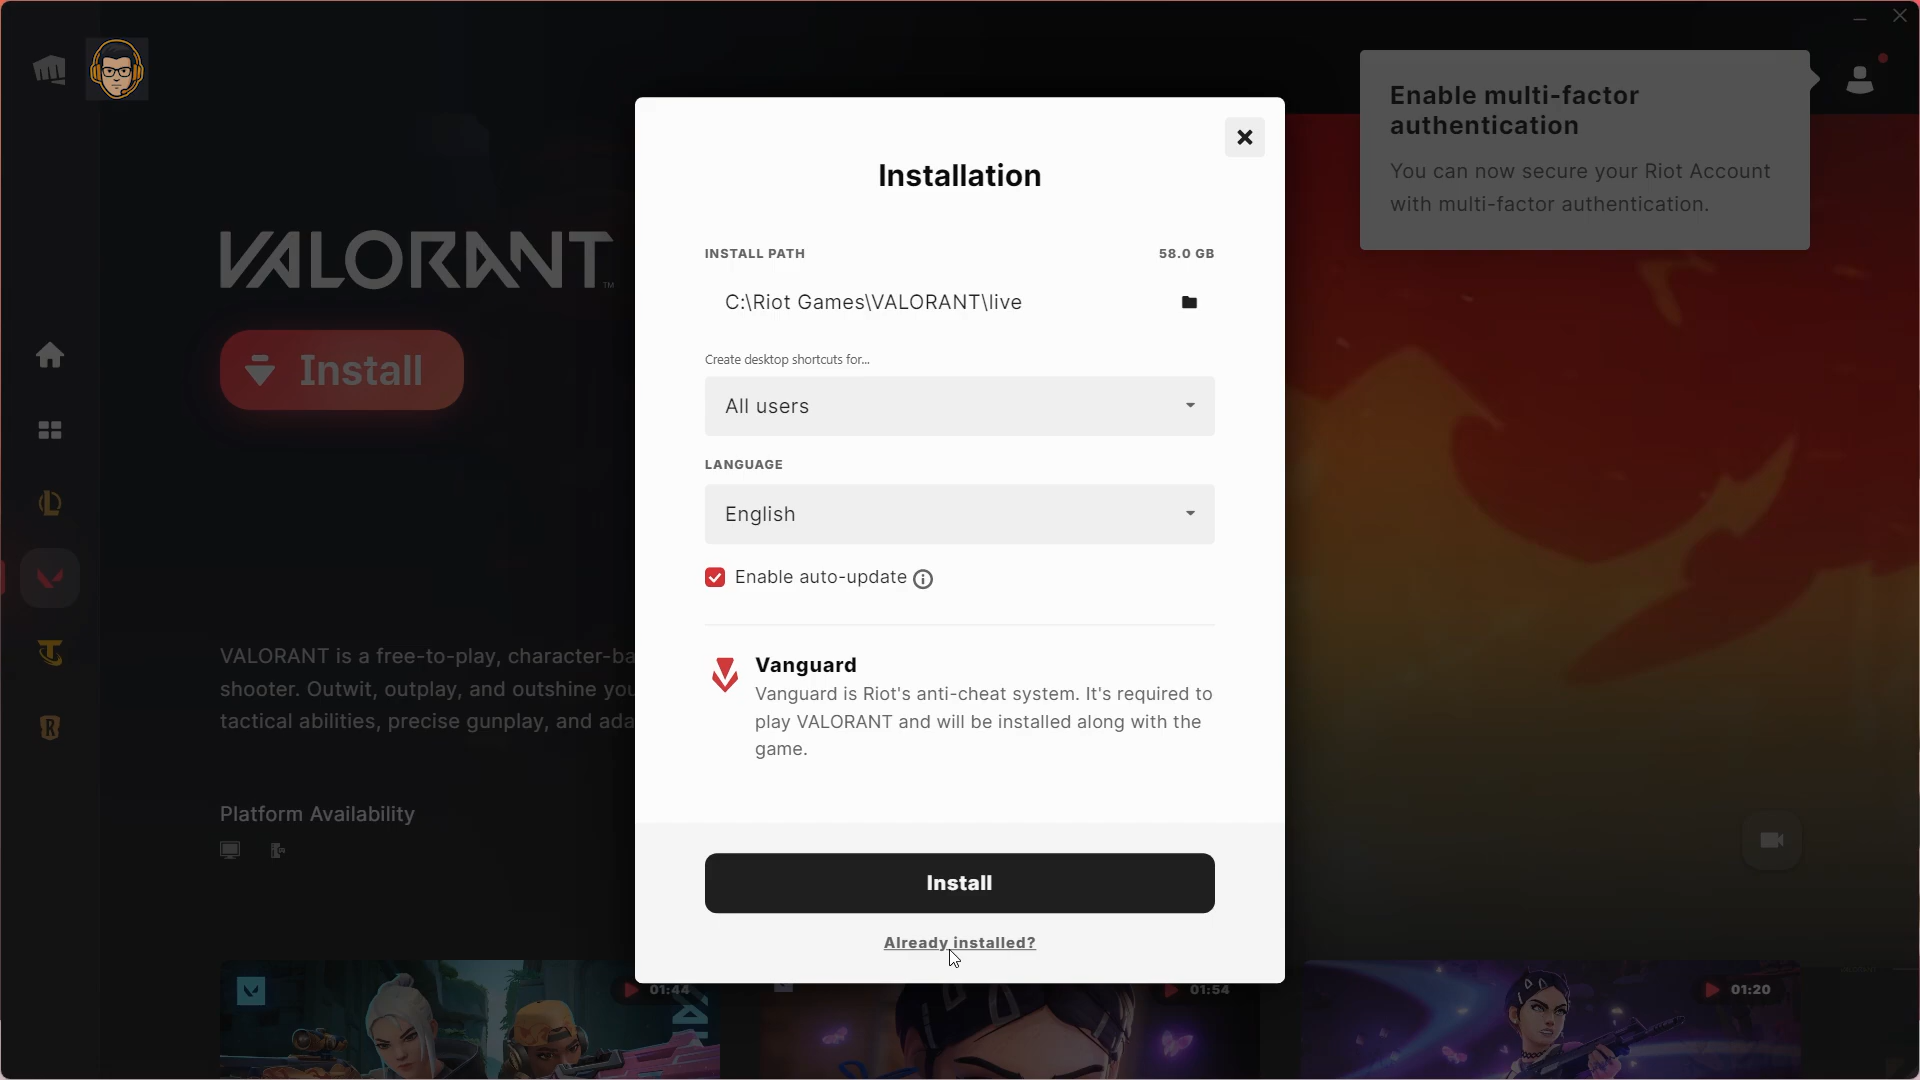 Enable multi-factor
authentication
You can now secure your Riot Account
with multi-factor authentication.
Installation
INSTALL PATH 58.0 GB
C:\Riot Games\VALORANT\live
Create desktop shortcuts for...
All users
LANGUAGE
English
Enable auto-update
Vanguard
Vanguard is Riot's anti-cheat system. It's required to
play VALORANT and will be installed along with the
game.
Install
Already installed?
VALORANT
TM
Install
VALORANT is a free-to-play, character-ba
shooter. Outwit, outplay, and outshine you
tactical abilities, precise gunplay, and ada
Platform Availability
01:44
01:54
01:20